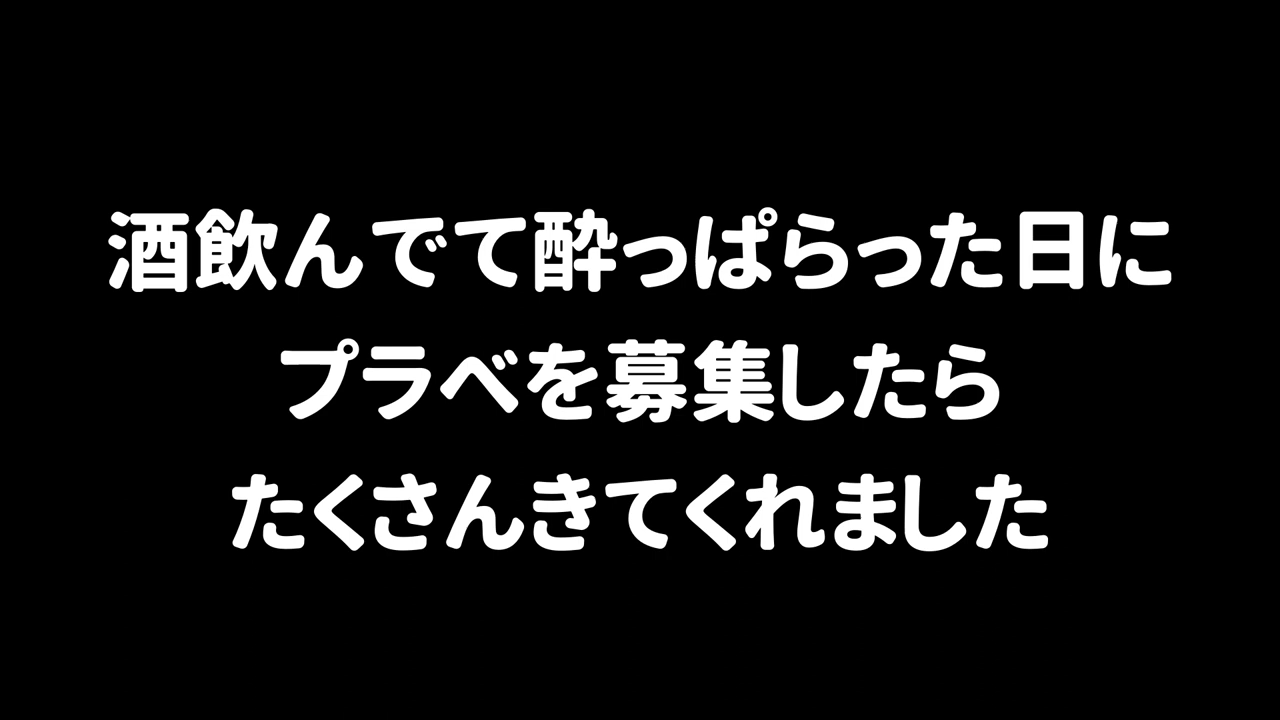 酒飲んでて酔っぱらった日に
プラベを募集したら
たくさんきてくれました